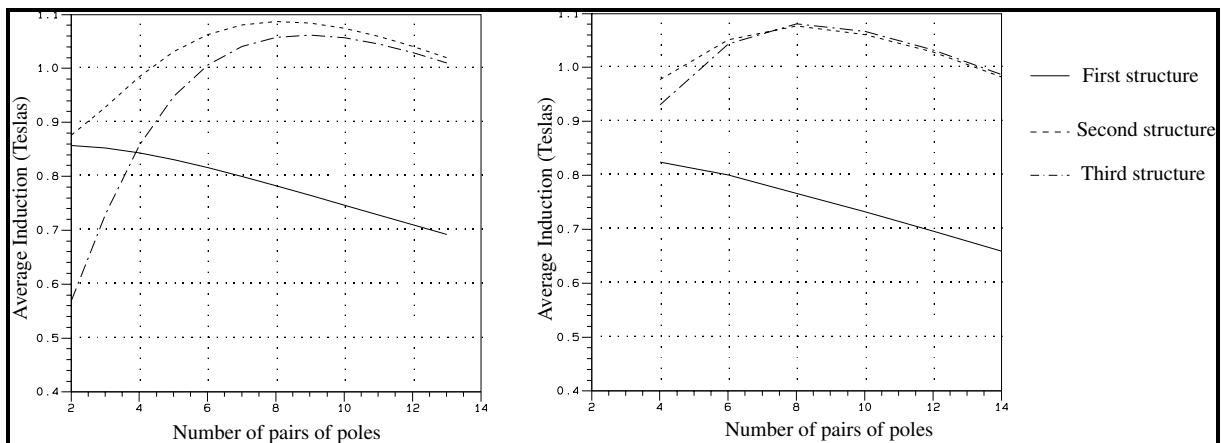 1.1
1.0
0.9
0.8
0.7
0.6
0.5
0.4
2 4 6 8 10 12 14
Average Induction (Teslas)
Number of pairs of poles
1.1
1.0
0.9
0.8
0.7
0.6
0.5
0.4
2 4 6 8 10 12 14
Average Induction (Teslas)
Number of pairs of poles
First structure
Second structure
Third structure